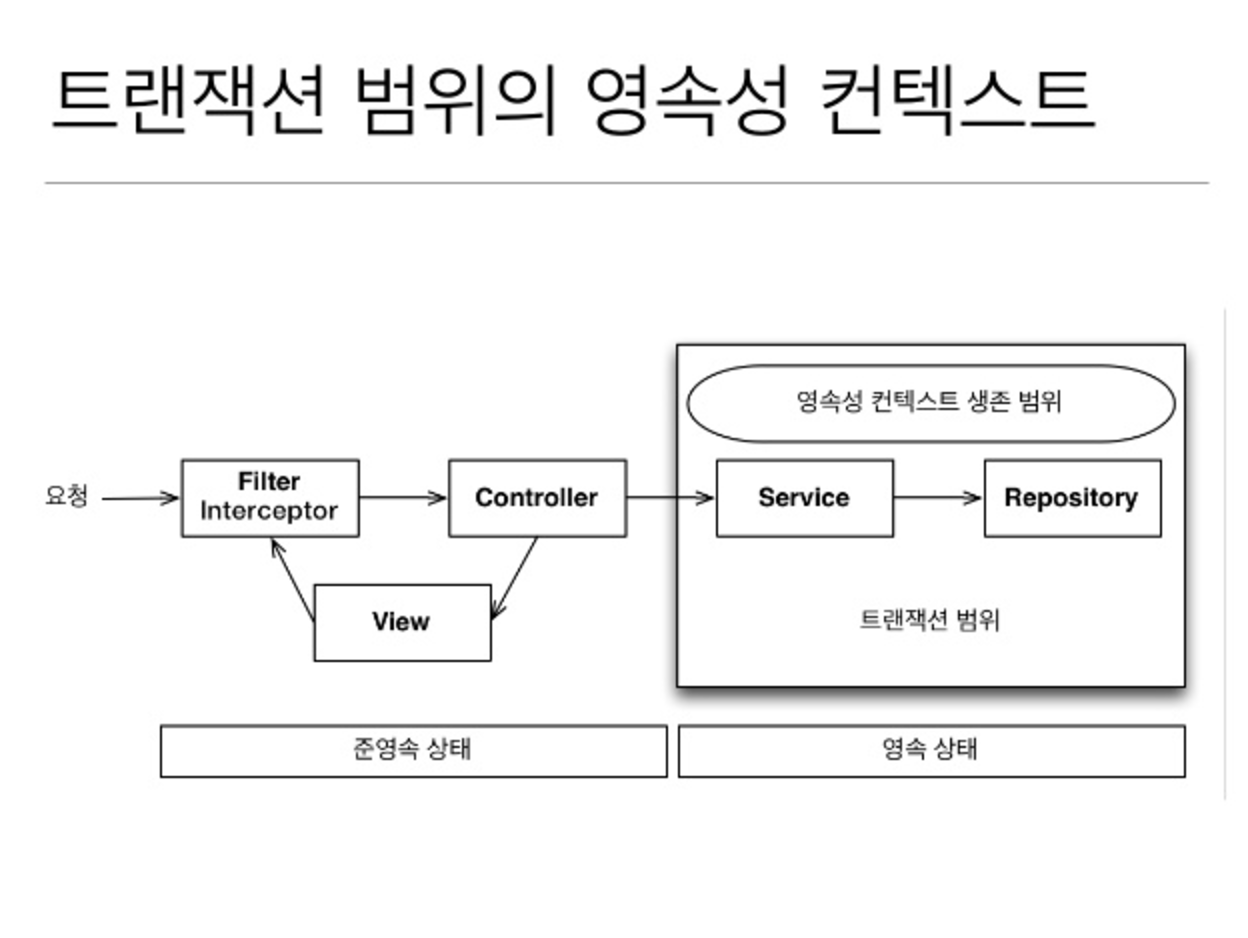 트랜잭션 범위의 영속성 컨텍스트
영속성 컨텍스트 생존 범위
요청
Filter
Interceptor
Controller
Service
Repository
View
트랜잭션 범위
준영속 상태
영속 상태